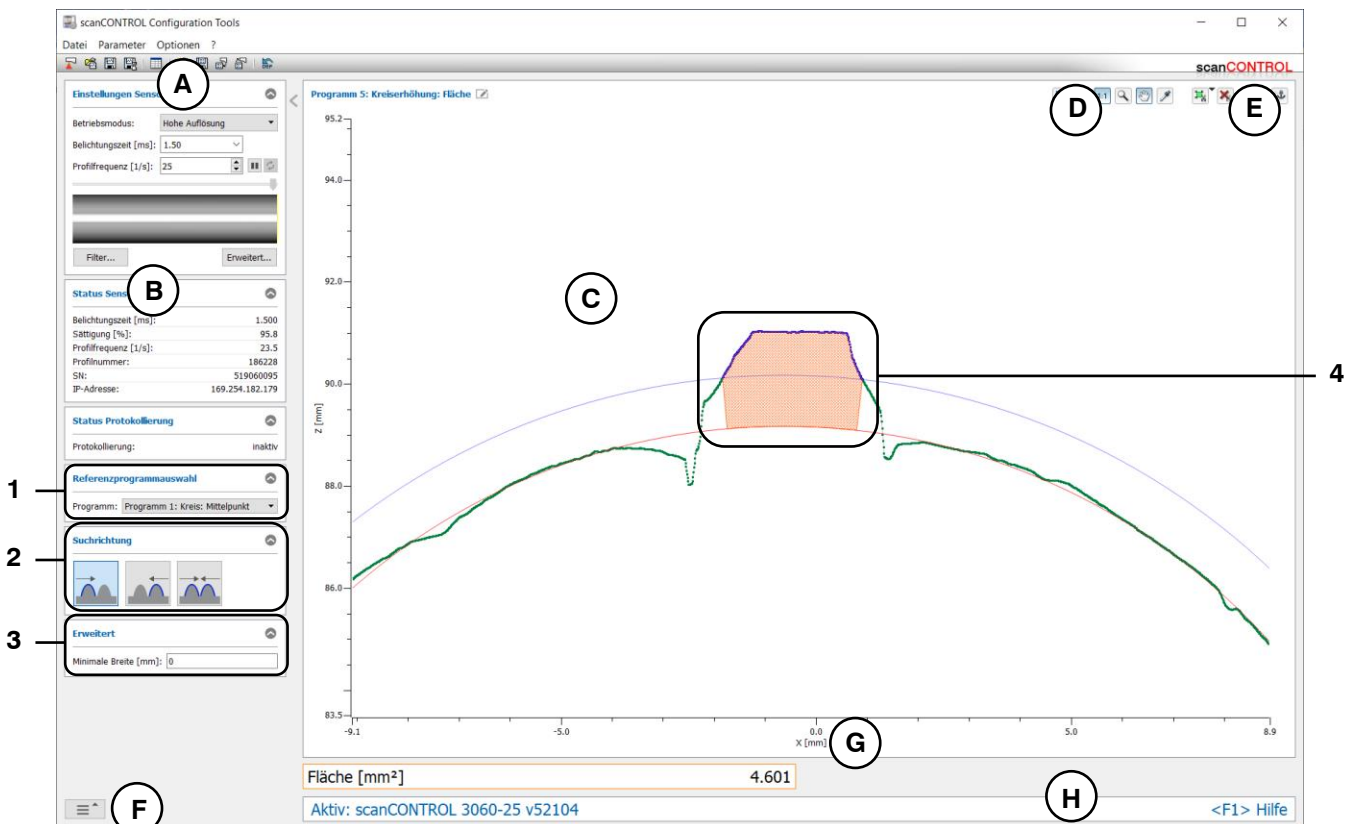 scanCONTROL Configuration Tools
Datei Parameter Optionen ?
scanCONTROL
A
Einstellungen Senso
Betriebsmodus: Hohe Auflösung
Belichtungszeit [ms]: 1.50
Profilfrequenz [1/s]: 25
Filter... Erweitert...
B
Status Sens
Belichtungszeit [ms]: 1.500
Sättigung [%]: 95.8
Profilfrequenz [1/s]: 23.5
Profilnummer: 186228
SN: 519060095
IP-Adresse: 169.254.182.179
Status Protokollierung
Protokollierung: inaktiv
1
Referenzprogrammauswahl
Programm: Programm 1: Kreis: Mittelpunkt
2
Suchrichtung
3
Erweitert
Minimale Breite [mm]: 0
F
Programm 5: Kreiserhöhung: Fläche
D
E
C
4
95.2
94.0
92.0
90.0
88.0
86.0
83.5
Z [mm]
-9.1 -5.0 0.0 5.0 8.9
X [mm]
G
Fläche [mm²] 4.601
H
Aktiv: scanCONTROL 3060-25 v52104 <F1> Hilfe